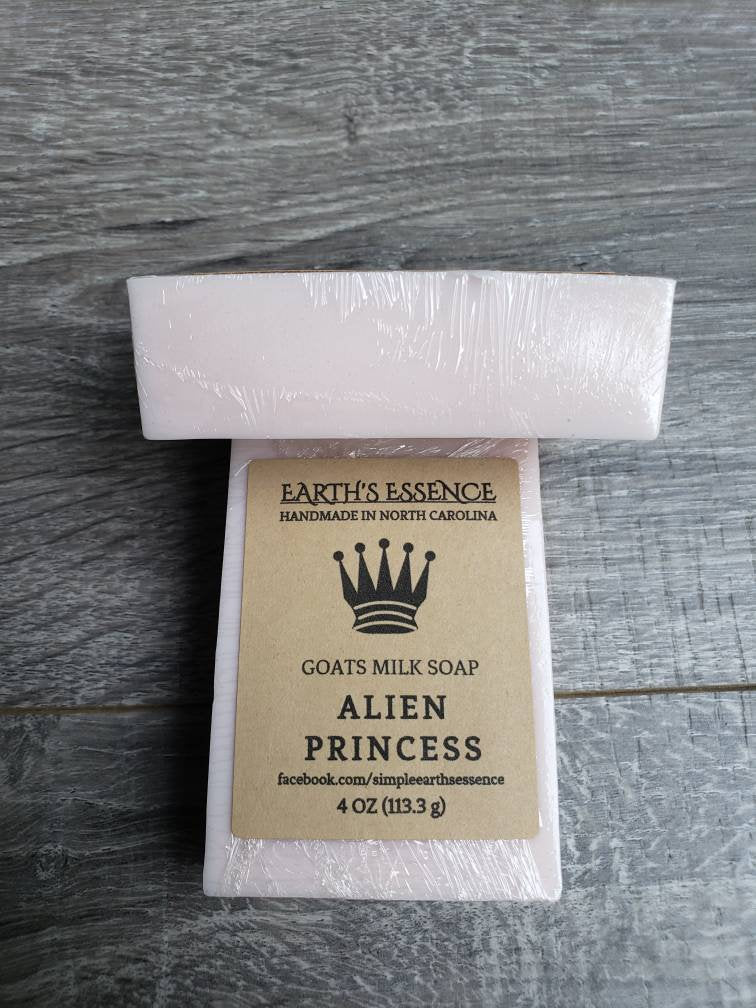 EARTH'S ESSENCE
HANDMADE IN NORTH CAROLINA
GOATS MILK SOAP
ALIEN
PRINCESS
facebook.com/simpleearthsessence
4 OZ (113.3 g)